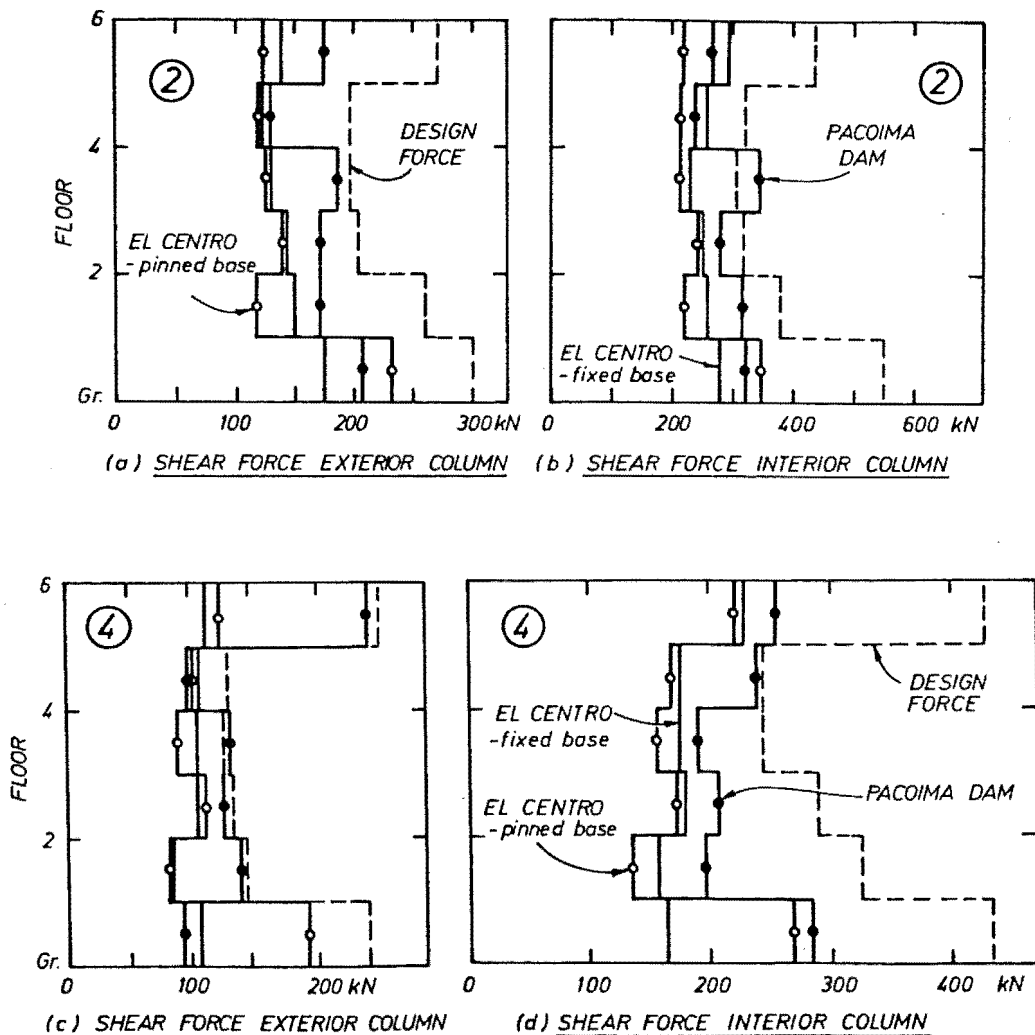 6
4
2
Gr.
FLOOR
2
DESIGN
FORCE
EL CENTRO
-pinned base
0
100
200
300kN
(a) SHEAR FORCE EXTERIOR COLUMN
2
PACOIMA
DAM
EL CENTRO
-fixed base
0
200
400
600 kN
(b) SHEAR FORCE INTERIOR COLUMN
6
4
2
Gr.
FLOOR
4
0
100
200 kN
(c) SHEAR FORCE EXTERIOR COLUMN
4
EL CENTRO
-fixed base
DESIGN
FORCE
EL CENTRO
-pinned base
PACOIMA DAM
0
100
200
300
400 kN
(d) SHEAR FORCE INTERIOR COLUMN